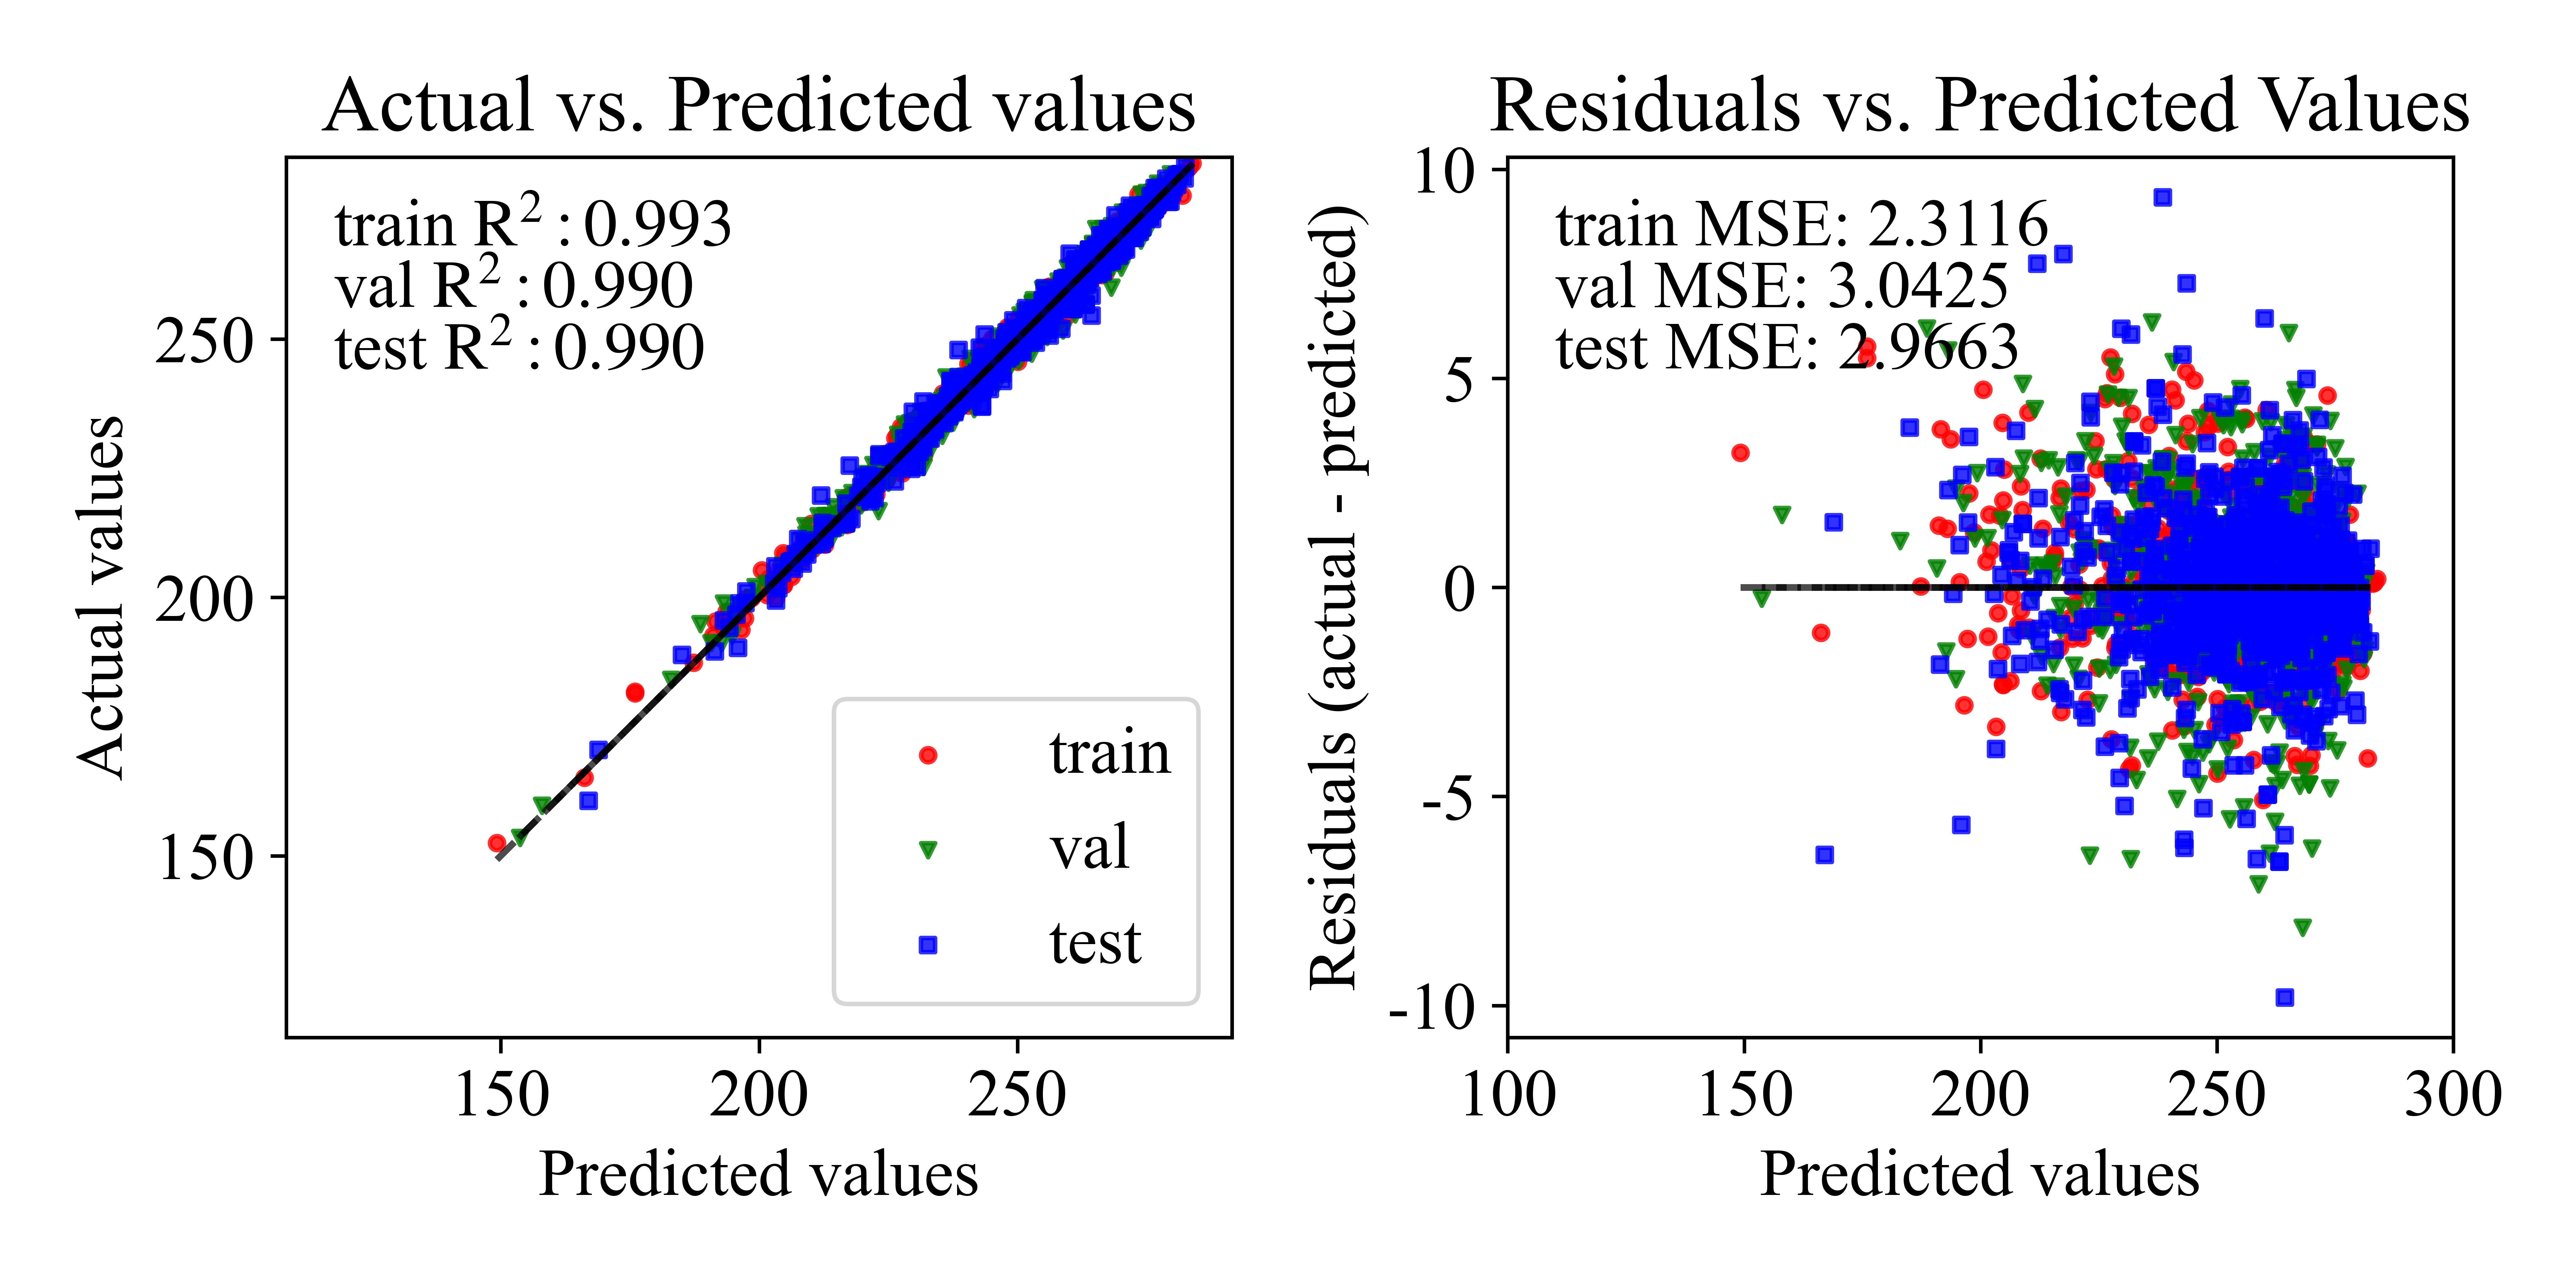 Actual vs. Predicted values
train R² : 0.993
val R² : 0.990
test R² : 0.990
250
200
150
Actual values
train
val
test
150 200 250
Predicted values
Residuals vs. Predicted Values
train MSE: 2.3116
val MSE: 3.0425
test MSE: 2.9663
10
5
0
-5
-10
Residuals (actual - predicted)
100 150 200 250 300
Predicted values